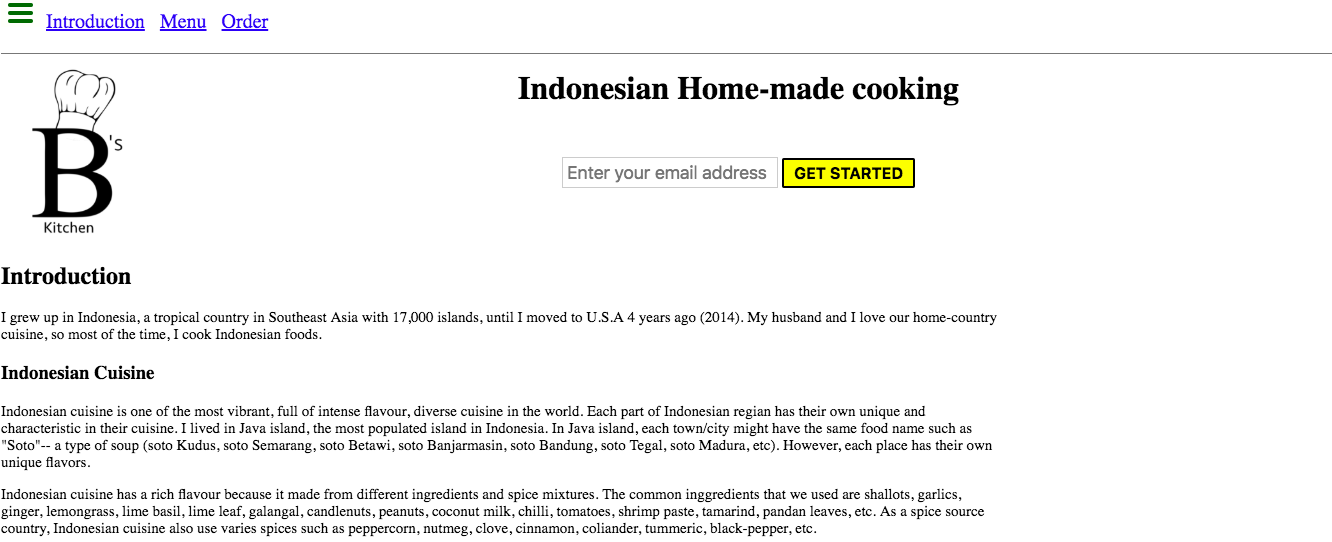 Introduction Menu Order
Indonesian Home-made cooking
B's
Kitchen
Enter your email address GET STARTED
Introduction
I grew up in Indonesia, a tropical country in Southeast Asia with 17,000 islands, until I moved to U.S.A 4 years ago (2014). My husband and I love our home-country
cuisine, so most of the time, I cook Indonesian foods.
Indonesian Cuisine
Indonesian cuisine is one of the most vibrant, full of intense flavour, diverse cuisine in the world. Each part of Indonesian regian has their own unique and
characteristic in their cuisine. I lived in Java island, the most populated island in Indonesia. In Java island, each town/city might have the same food name such as
"Soto"-- a type of soup (soto Kudus, soto Semarang, soto Betawi, soto Banjarmasin, soto Bandung, soto Tegal, soto Madura, etc). However, each place has their own
unique flavors.
Indonesian cuisine has a rich flavour because it made from different ingredients and spice mixtures. The common inggredients that we used are shallots, garlics,
ginger, lemongrass, lime basil, lime leaf, galangal, candlenuts, peanuts, coconut milk, chilli, tomatoes, shrimp paste, tamarind, pandan leaves, etc. As a spice source
country, Indonesian cuisine also use varies spices such as peppercorn, nutmeg, clove, cinnamon, coliander, tummeric, black-pepper, etc.